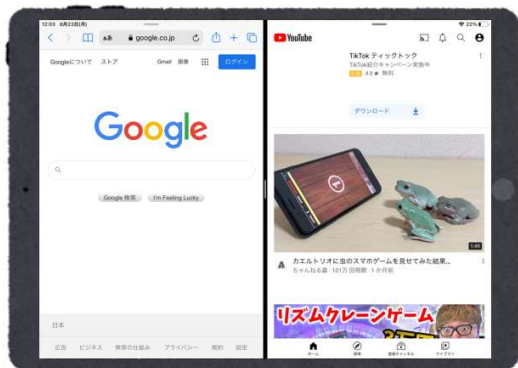 12:03 8月23日(月)
google.co.jp
Googleについて ストア Gmail 画像 ログイン
Google
Google 検索 I'm Feeling Lucky
日本
広告 ビジネス 検索の仕組み プライバシー 規約 設定
22%
YouTube
TikTok ティックトック
TikTok紹介キャンペーン実施中
4.8★ 無料
ダウンロード
1:49
カエルトリオに虫のスマホゲームを見せてみた結果...
ちゃんねる鑫・101万 回視聴・1 か月前
リズムクレーンゲーム
ホーム 探索 登録チャンネル ライブラリ